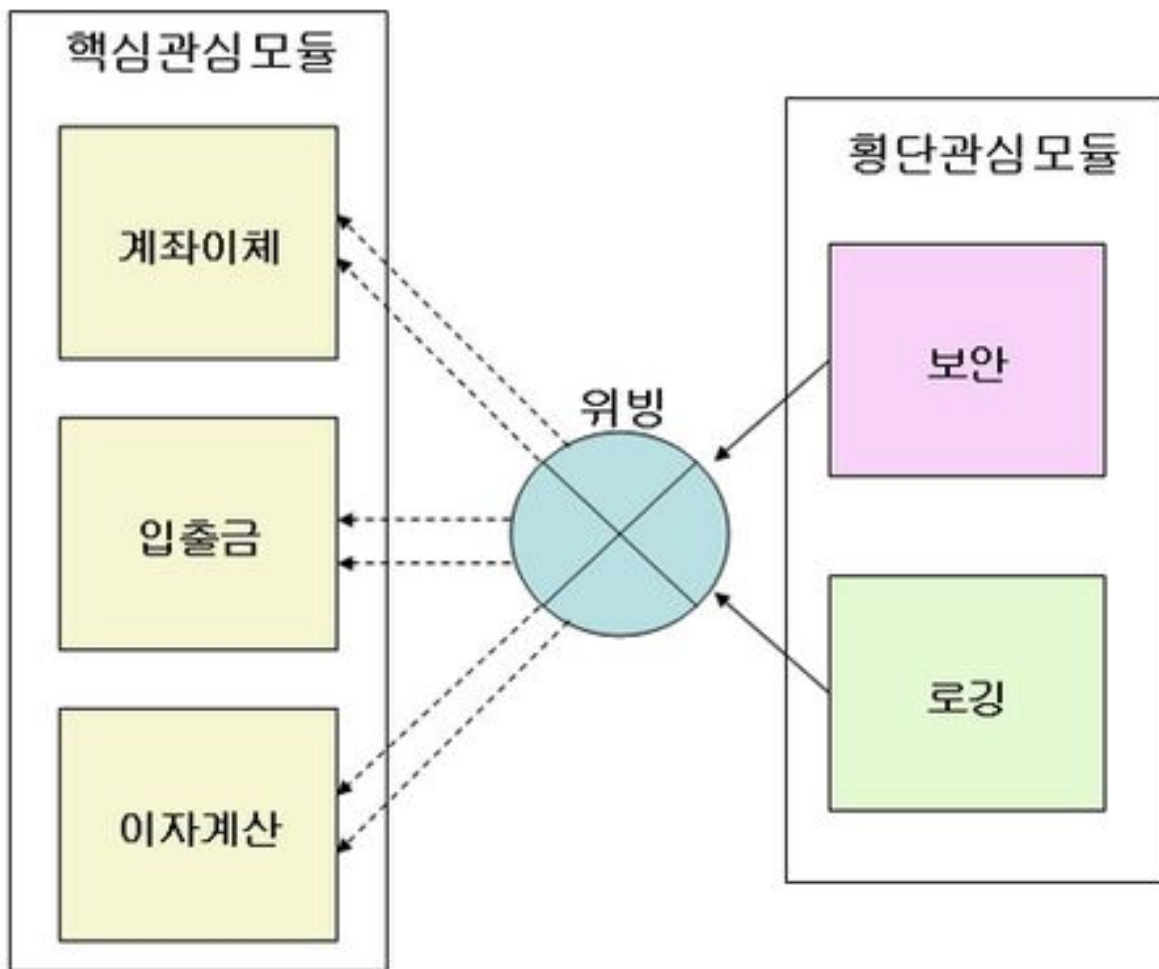 핵심관심모듈
계좌이체
입출금
이자계산
위빙
횡단관심모듈
보안
로깅